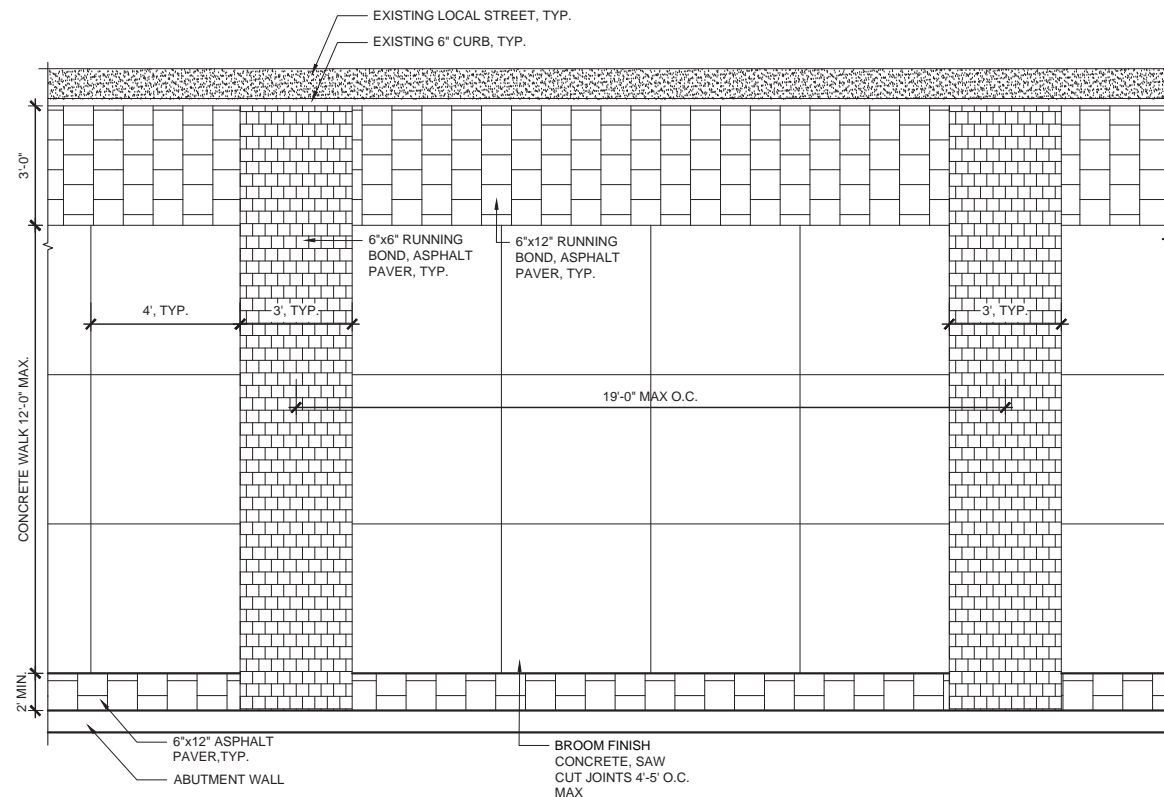 EXISTING LOCAL STREET, TYP.
EXISTING 6" CURB, TYP.
3'-0"
6"x6" RUNNING
BOND, ASPHALT
PAVER, TYP.
6"x12" RUNNING
BOND, ASPHALT
PAVER, TYP.
4', TYP.
3', TYP.
3', TYP.
19'-0" MAX O.C.
CONCRETE WALK 12'-0" MAX.
2' MIN.
6"x12" ASPHALT
PAVER,TYP.
ABUTMENT WALL
BROOM FINISH
CONCRETE, SAW
CUT JOINTS 4'-5' O.C.
MAX